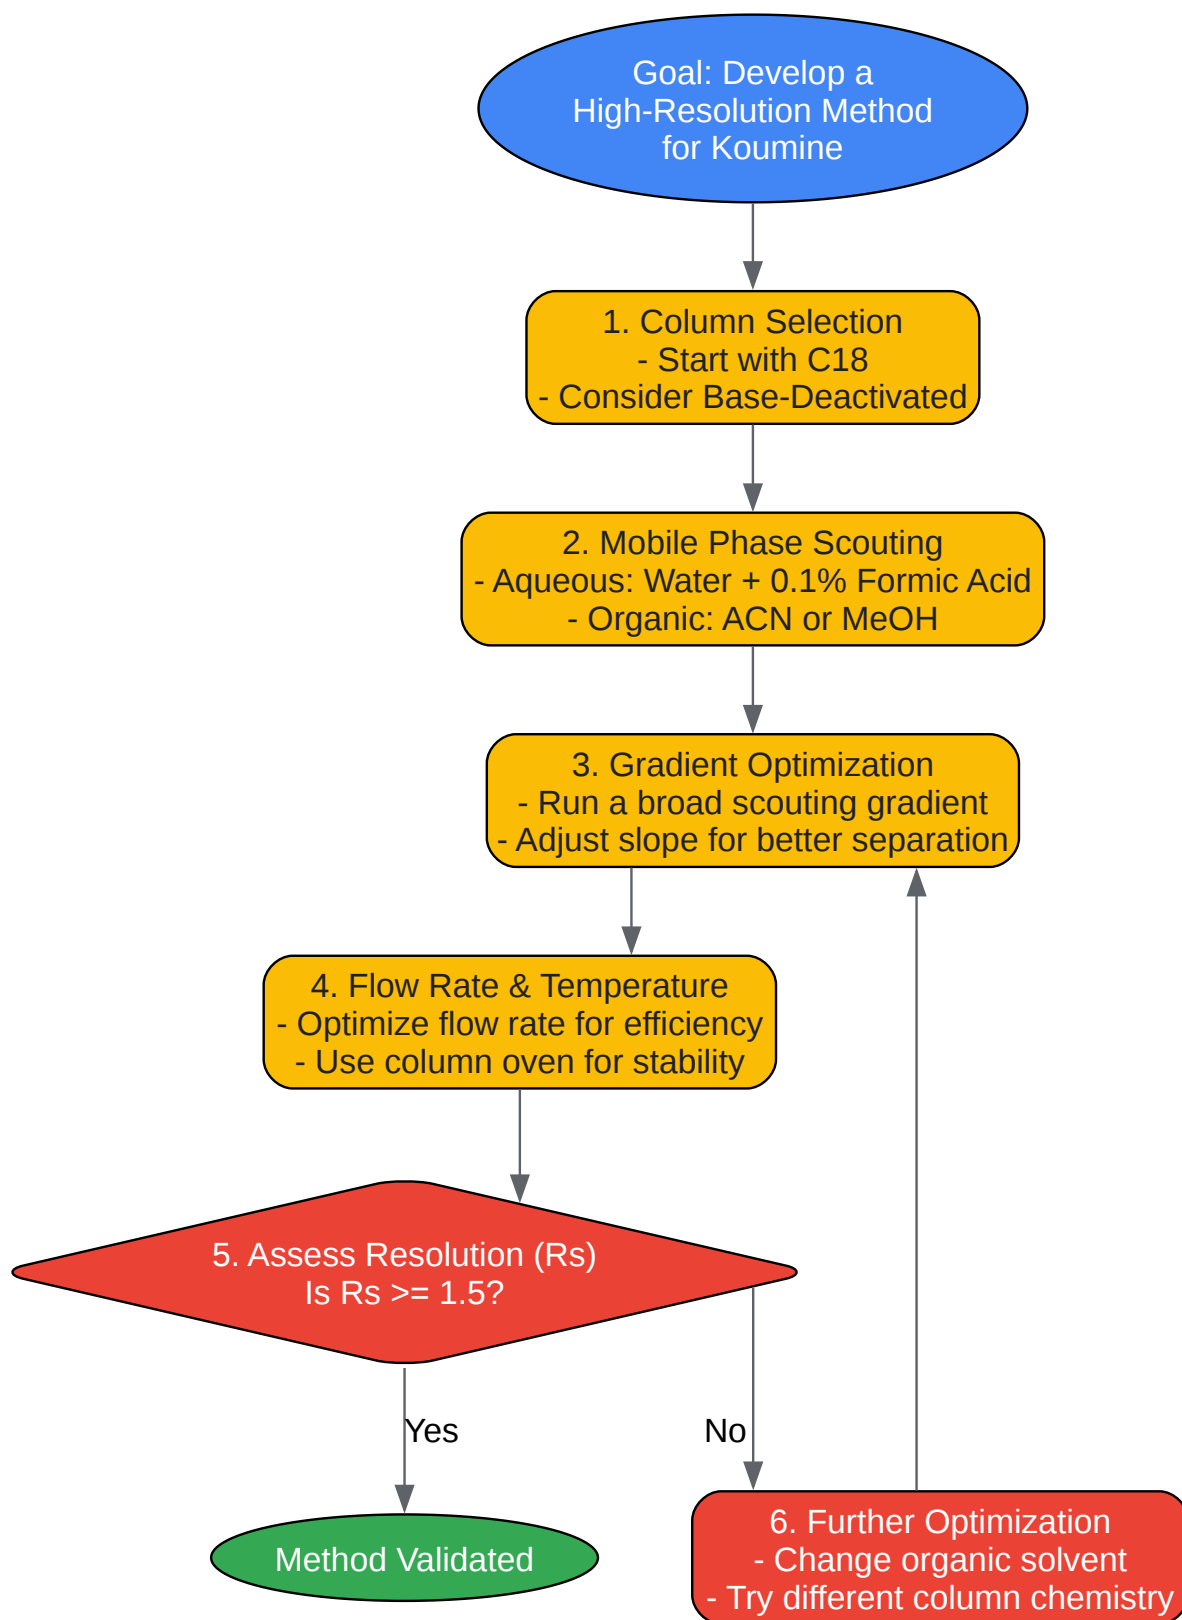 Goal: Develop a
High-Resolution Method
for Koumine
1. Column Selection
- Start with C18
- Consider Base-Deactivated
2. Mobile Phase Scouting
- Aqueous: Water + 0.1% Formic Acid
- Organic: ACN or MeOH
3. Gradient Optimization
- Run a broad scouting gradient
- Adjust slope for better separation
4. Flow Rate & Temperature
- Optimize flow rate for efficiency
- Use column oven for stability
5. Assess Resolution (Rs)
Is Rs >= 1.5?
Yes
No
Method Validated
6. Further Optimization
- Change organic solvent
- Try different column chemistry